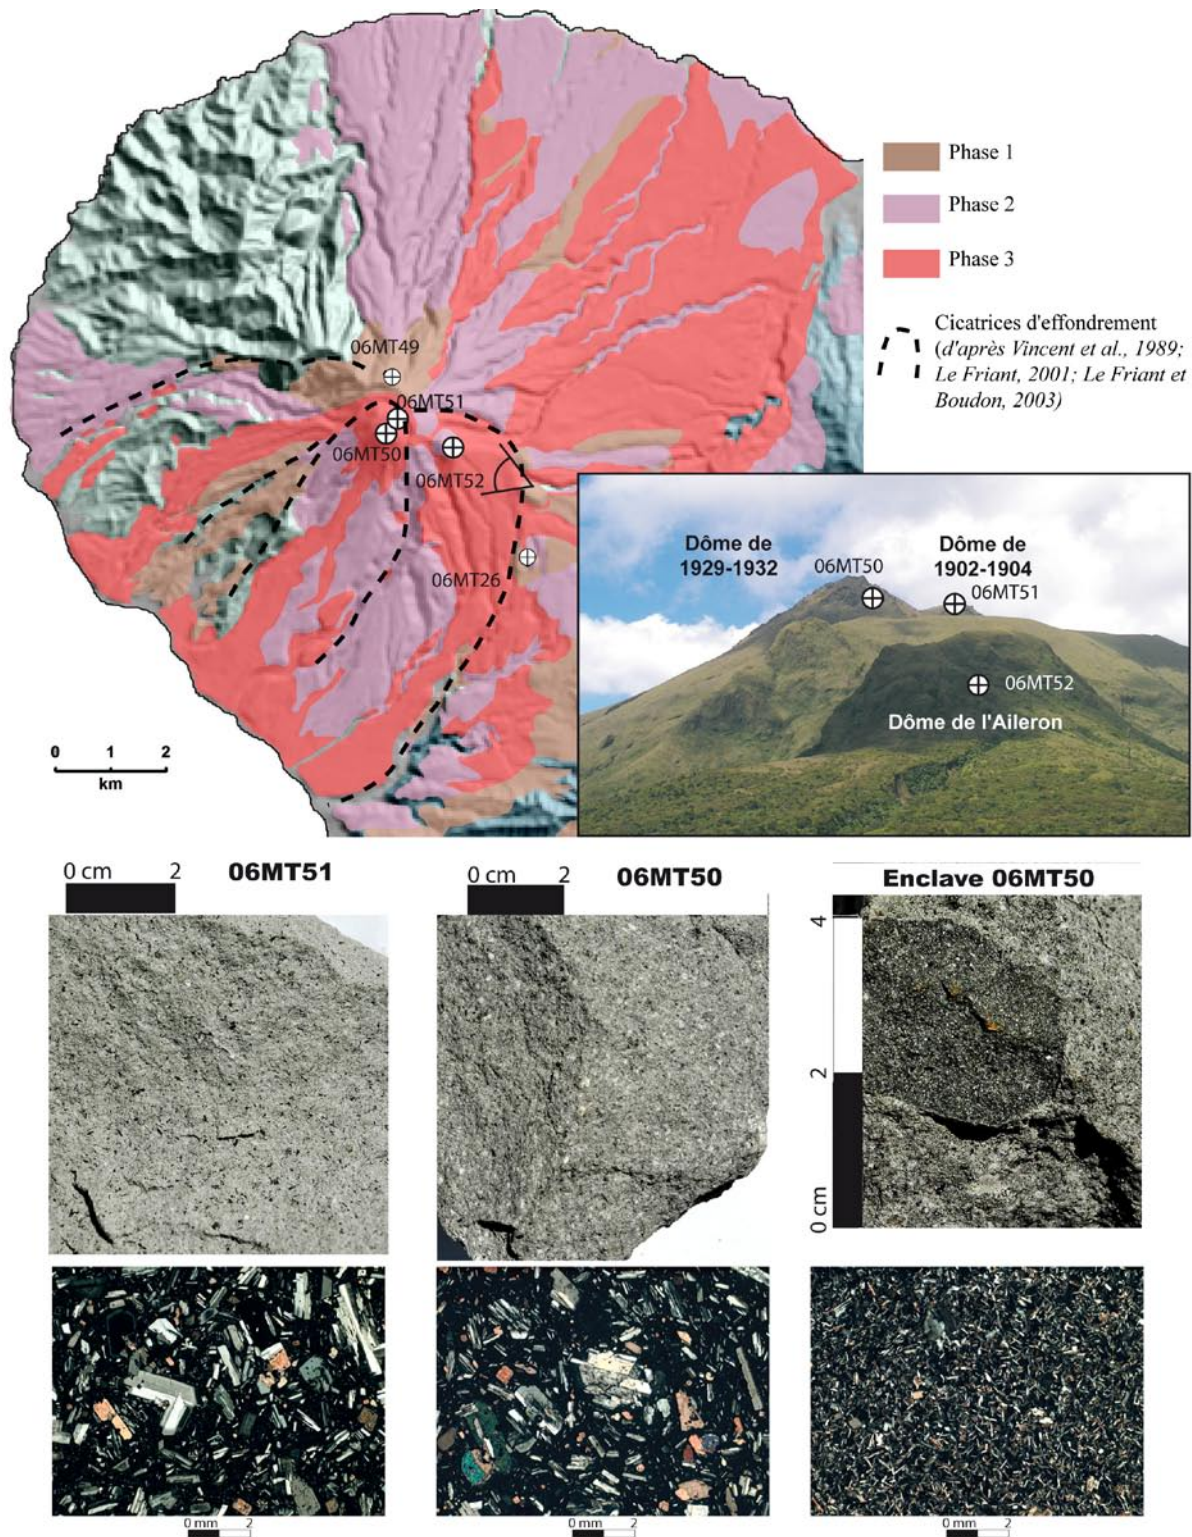 Phase 1
Phase 2
Phase 3
Cicatrices d'effondrement
(d'après Vincent et al., 1989;
Le Friant, 2001; Le Friant et
Boudon, 2003)
06MT49
06MT51
06MT50
06MT52
06MT26
0 1 2
km
Dôme de
1929-1932
06MT50
Dôme de
1902-1904
06MT51
06MT52
Dôme de l'Aileron
0 cm 2
06MT51
0 cm 2
06MT50
Enclave 06MT50
4
2
0 cm
0 mm 2
0 mm 2
0 mm 2